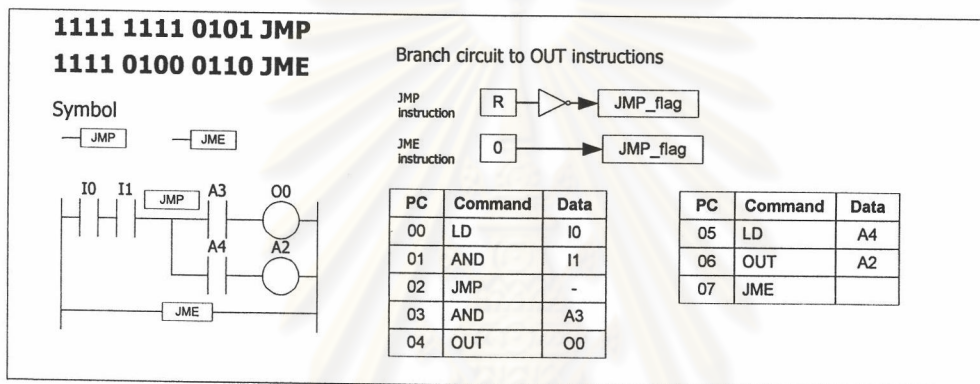 1111 1111 0101 JMP
1111 0100 0110 JME
Symbol
JMP JME
I0 I1 JMP A3 O0
A4 A2
JME
Branch circuit to OUT instructions
JMP instruction R JMP_flag
JME instruction 0 JMP_flag
PC Command Data
00 LD I0
01 AND I1
02 JMP -
03 AND A3
04 OUT O0
PC Command Data
05 LD A4
06 OUT A2
07 JME